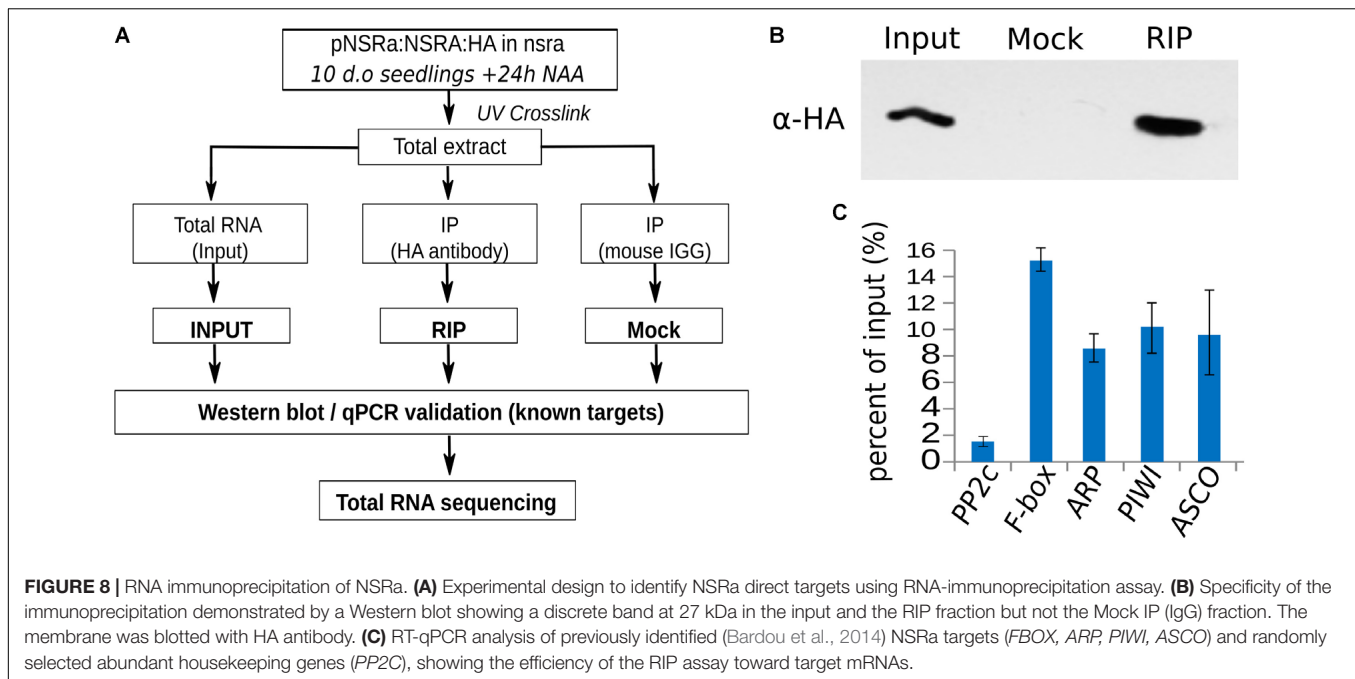 A
pNSRa:NSRA:HA in nsra
10 d.o seedlings +24h NAA
UV Crosslink
Total extract
Total RNA
(Input)
IP
(HA antibody)
IP
(mouse IGG)
INPUT
RIP
Mock
Western blot / qPCR validation (known targets)
Total RNA sequencing
B
Input Mock RIP
α-HA
C
percent of input (%)
16
14
12
10
8
6
4
2
0
PP2c
F-box
ARP
PIWI
ASCO
FIGURE 8 | RNA immunoprecipitation of NSRa. (A) Experimental design to identify NSRa direct targets using RNA-immunoprecipitation assay. (B) Specificity of the
immunoprecipitation demonstrated by a Western blot showing a discrete band at 27 kDa in the input and the RIP fraction but not the Mock IP (IgG) fraction. The
membrane was blotted with HA antibody. (C) RT-qPCR analysis of previously identified (Bardou et al., 2014) NSRa targets (FBOX, ARP, PIWI, ASCO) and randomly
selected abundant housekeeping genes (PP2C), showing the efficiency of the RIP assay toward target mRNAs.